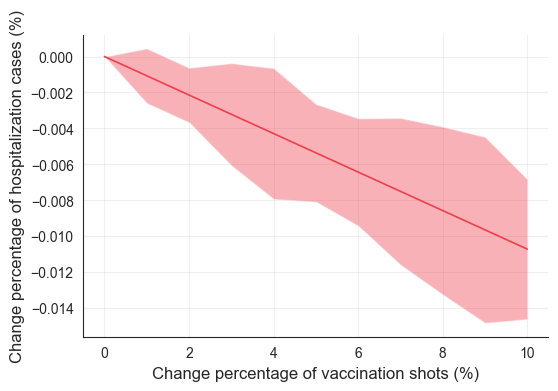 Change percentage of hospitalization cases (%)
0.000
−0.002
−0.004
−0.006
−0.008
−0.010
−0.012
−0.014
0 2 4 6 8 10
Change percentage of vaccination shots (%)